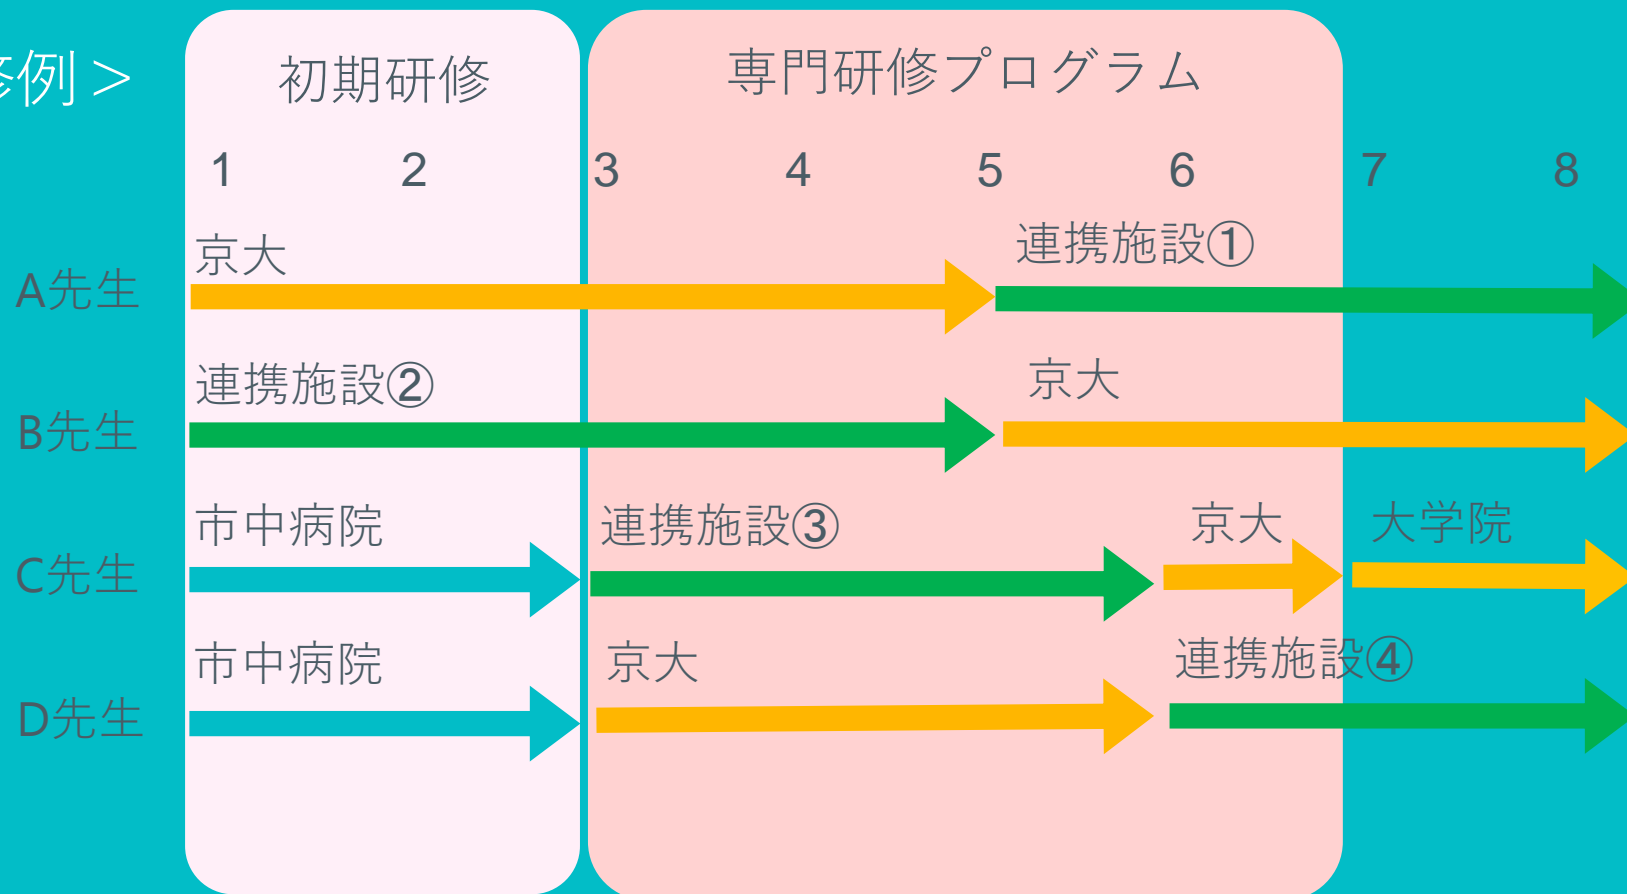 修例＞
初期研修
専門研修プログラム
1 2 3 4 5 6 7 8
京大
連携施設①
A先生
連携施設②
京大
B先生
市中病院
連携施設③
京大
大学院
C先生
市中病院
京大
連携施設④
D先生